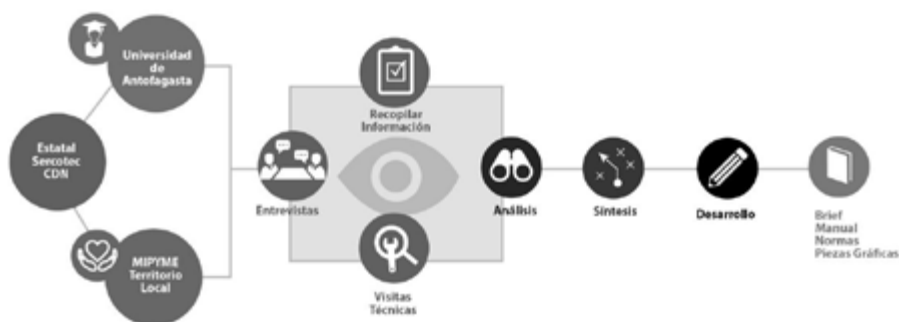 Universidad
de
Antofagasta
Estatal
Sercotec
CDN
MIPYME
Territorio
Local
Entrevistas
Recopilar
Información
Visitas
Técnicas
Análisis
Síntesis
Desarrollo
Brief
Manual
Normas
Piezas Gráficas